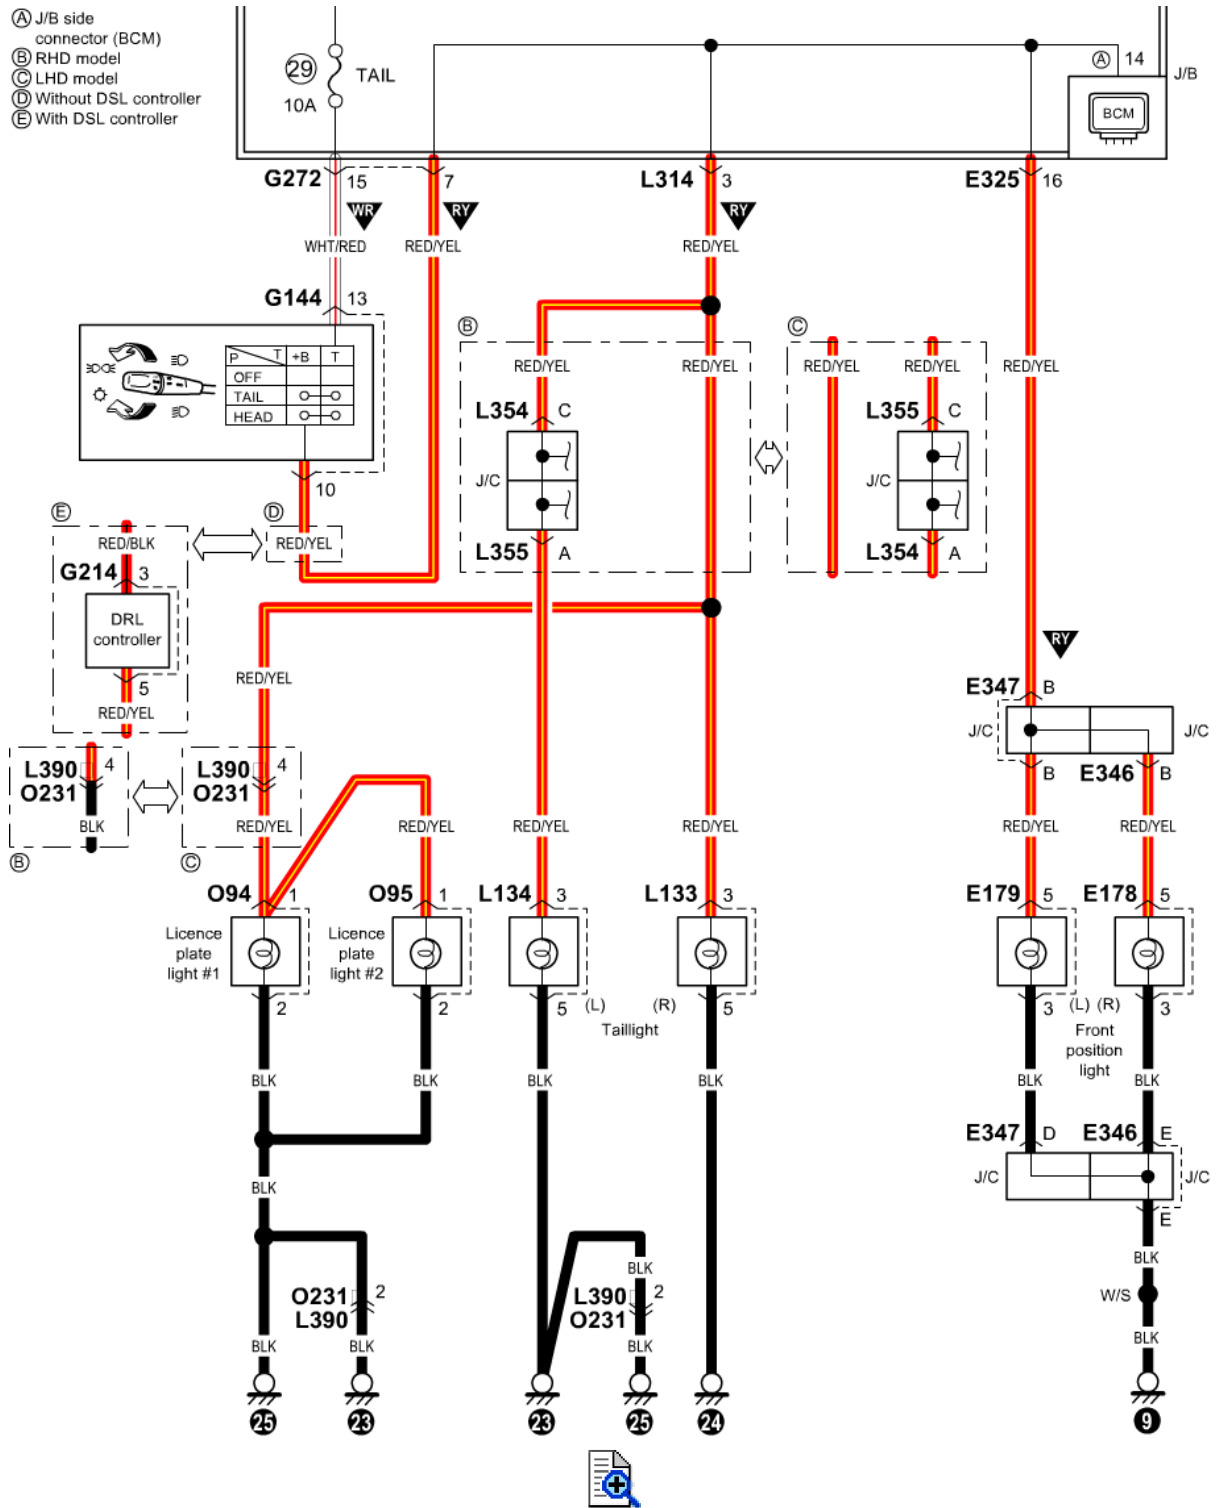 Ⓐ J/B side
connector (BCM)
Ⓑ RHD model
Ⓒ LHD model
Ⓓ Without DSL controller
Ⓔ With DSL controller
29
TAIL
10A
Ⓐ 14
J/B
BCM
G272 15 7
L314 3
E325 16
WR
RY
RY
WHT/RED
RED/YEL
RED/YEL
G144 13
P T +B T
OFF
TAIL
HEAD
Ⓑ
Ⓒ
RED/YEL
RED/YEL
RED/YEL
RED/YEL
RED/YEL
L354 C
L355 C
J/C
J/C
L355 A
L354 A
10
Ⓔ
Ⓓ
RED/BLK
RED/YEL
G214 3
DRL
controller
5
RED/YEL
RED/YEL
RY
E347 B
J/C
J/C
B
E346 B
L390 4
O231
BLK
Ⓑ
L390 4
O231
RED/YEL
Ⓒ
RED/YEL
RED/YEL
RED/YEL
RED/YEL
RED/YEL
O94 1
O95 1
L134 3
L133 3
E179 5
E178 5
Licence
plate
light #1
Licence
plate
light #2
2
2
5
(L)
(R)
5
Taillight
3
(L) (R)
3
Front
position
light
BLK
BLK
BLK
BLK
BLK
BLK
E347 D
E346 E
J/C
J/C
E
BLK
BLK
W/S
BLK
BLK
O231 2
L390
L390 2
O231
BLK
BLK
BLK
25
23
23
25
24
9